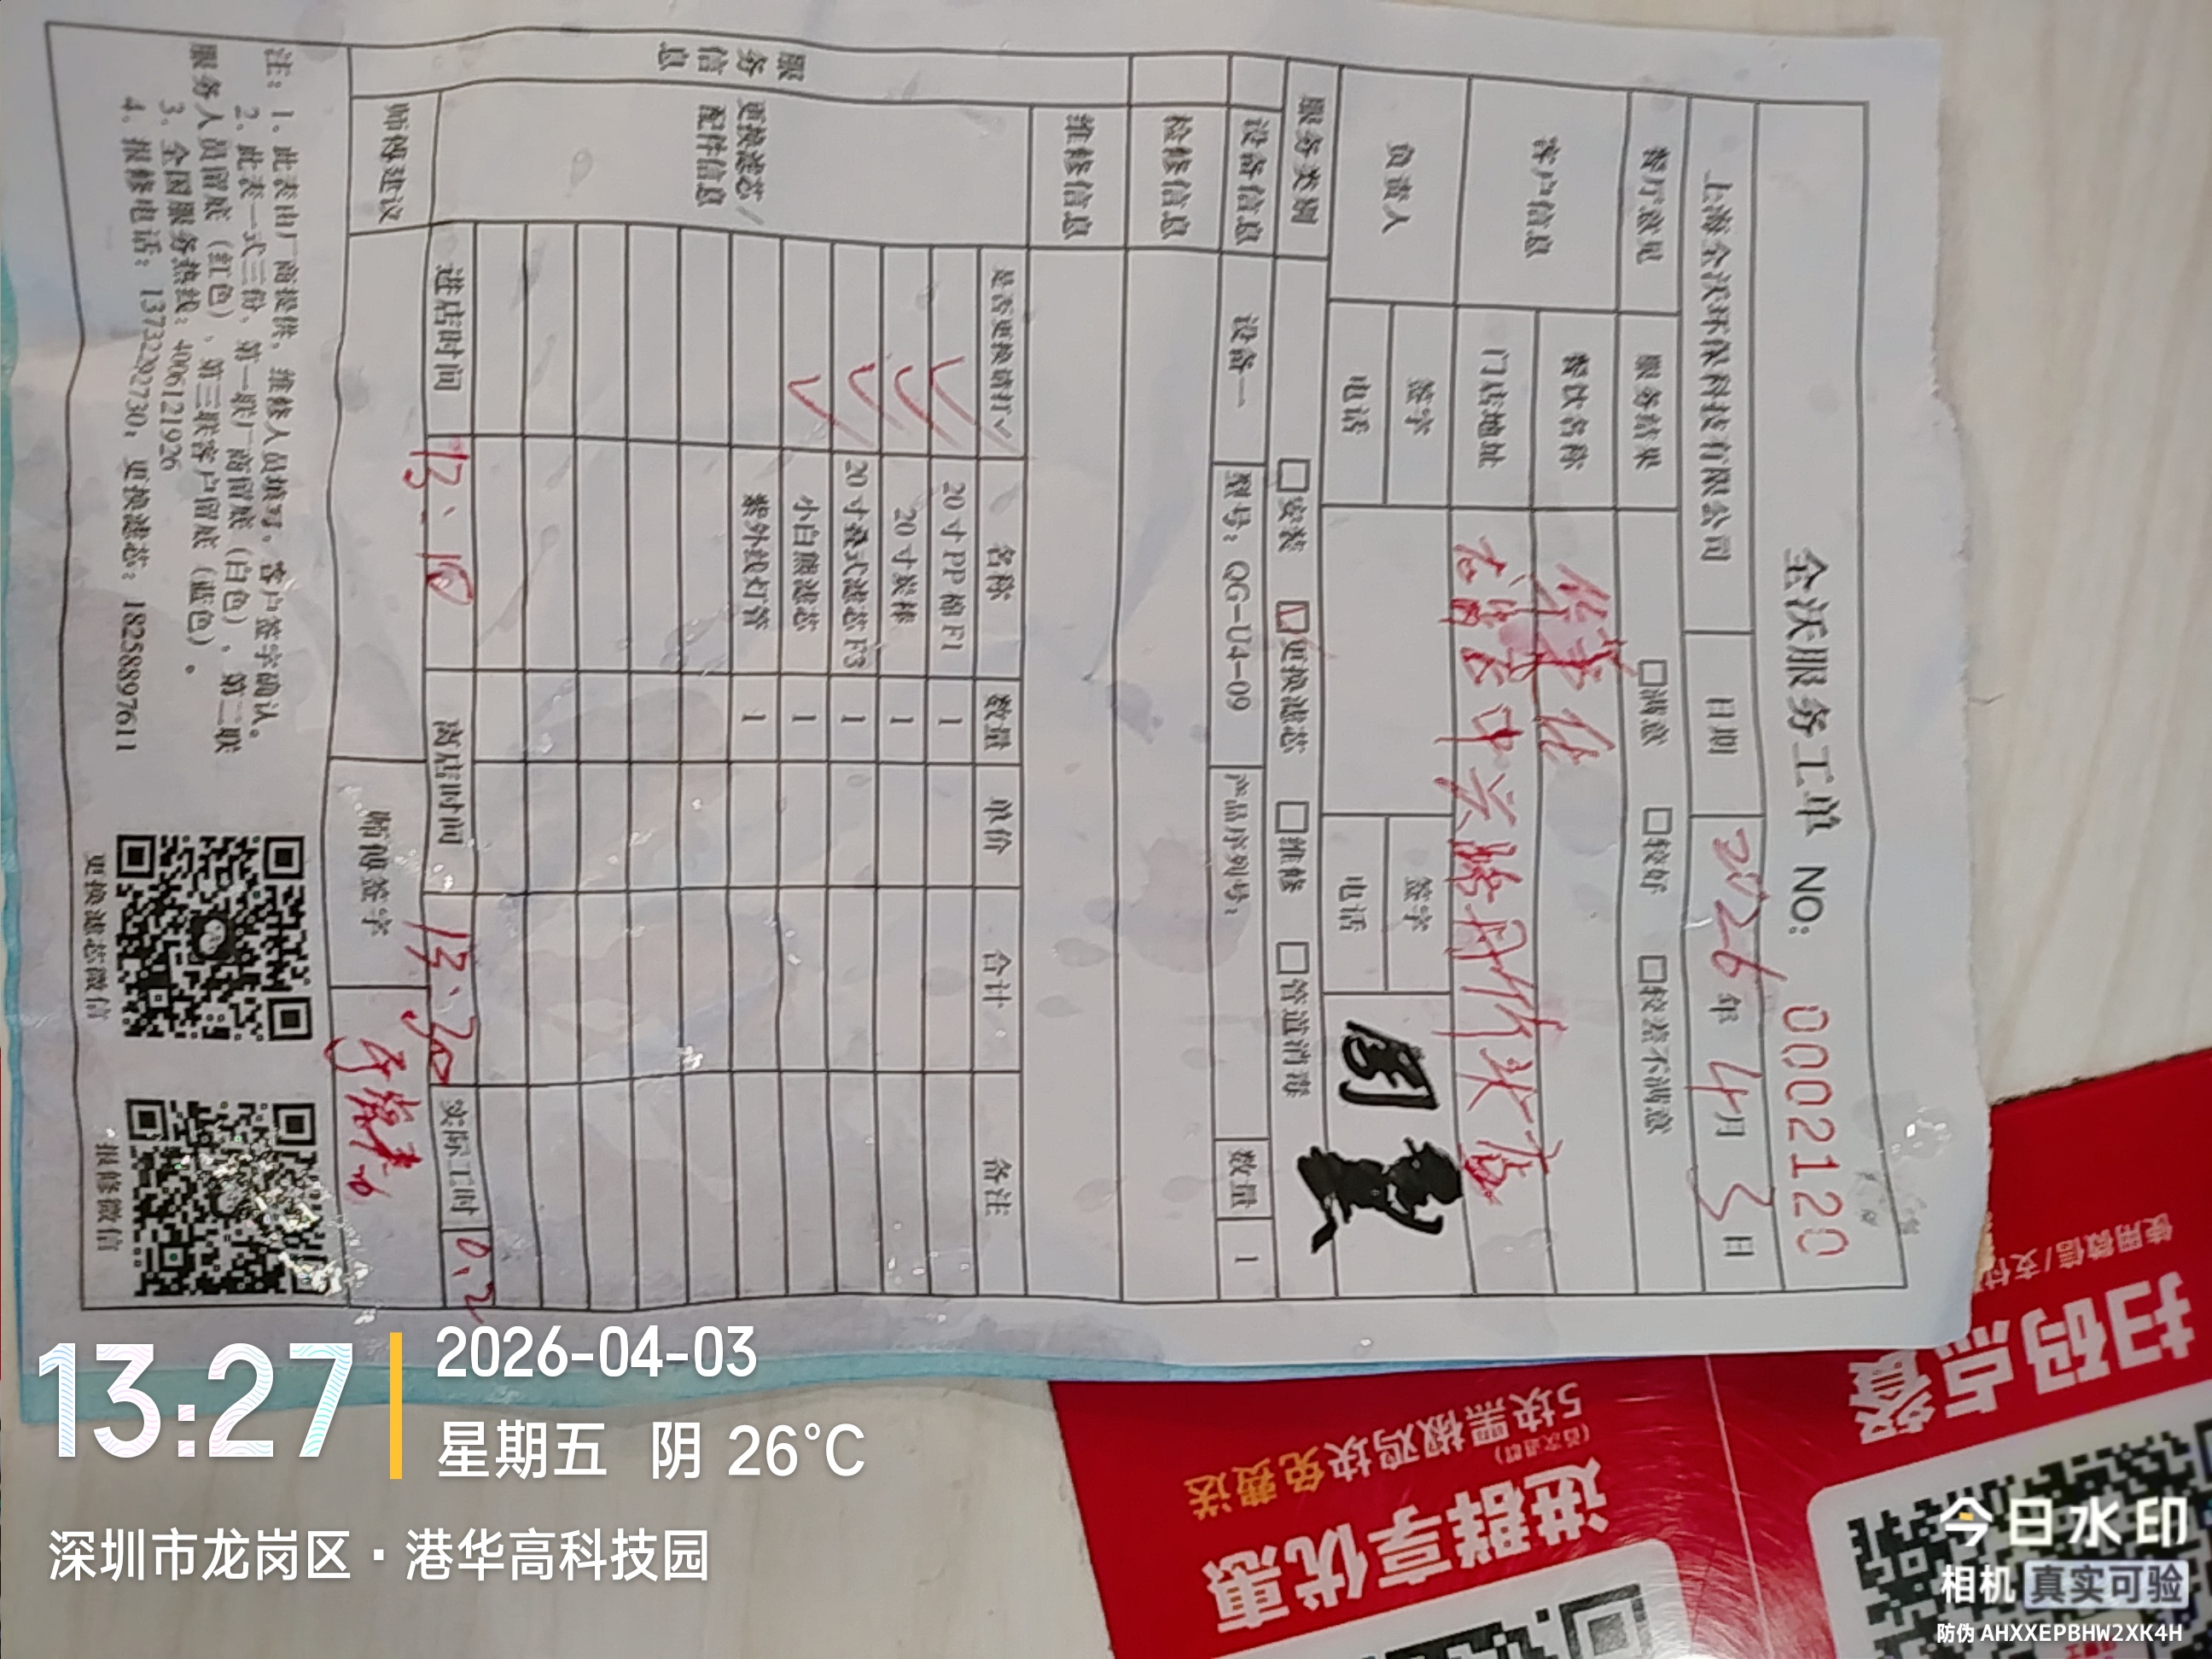 全沃服务工单 NO: 00021120
上海全沃环保科技有限公司 日期 2026年 4月 3日
餐厅意见 服务结果 □满意 □较好 □较差不满意
客户信息 餐饮名称 华莱仕
门店地址
负责人 签字 签字
电话 电话
服务类别 □安装 ☑更换滤芯 □维修 □管道消毒
设备信息 设备一 型号：QG-U4-09 产品序列号： 数量 1
检修信息
维修信息
服务信息
更换滤芯/配件信息
是否更换请打✓ 名称 数量 单价 合计 备注
✓ 20寸PP棉F1 1
✓ 20寸炭棒 1
✓ 20寸叠式滤芯F3 1
✓ 小白熊滤芯 1
紫外线灯管 1
进店时间 13:10 离店时间 13:30 实际工时 0.2
师傅建议 师傅签字
注：1、此表由厂商提供，维修人员填写。客户签字确认。
2、此表一式三份，第一联厂商留底（白色），第二联
服务人员留底（红色），第三联客户留底（蓝色）。
3、全国服务热线：4006121926
4、报修电话：13732292730，更换滤芯：18258897611
更换滤芯微信
报修微信
使用微信/支付
扫码点餐
5块黑椒鸡块免费送
(首次进群)
进群享优惠
13:27
2026-04-03
星期五 阴 26°C
深圳市龙岗区·港华高科技园
今日水印
相机 真实可验
防伪 AHXXEPBHW2XK4H